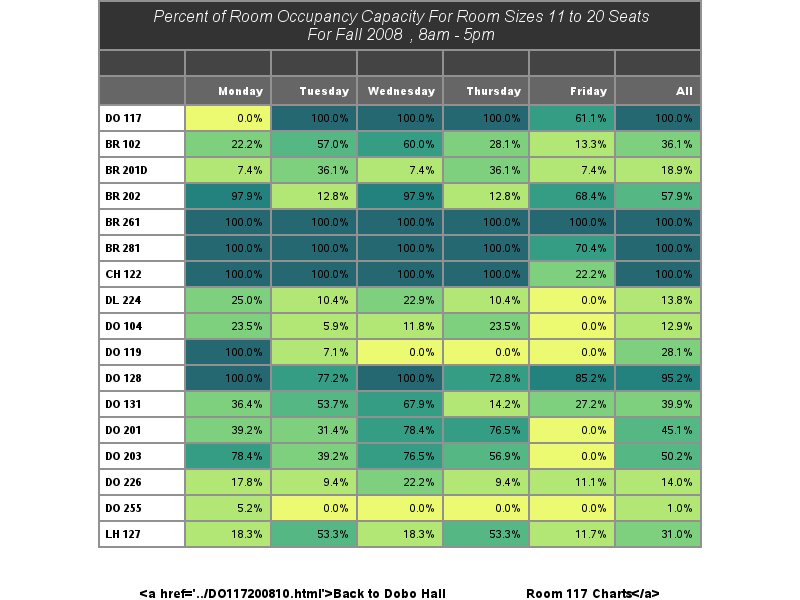 Percent of Room Occupancy Capacity For Room Sizes 11 to 20 Seats
For Fall 2008 , 8am - 5pm
Monday Tuesday Wednesday Thursday Friday All
DO 117 0.0% 100.0% 100.0% 100.0% 61.1% 100.0%
BR 102 22.2% 57.0% 60.0% 28.1% 13.3% 36.1%
BR 201D 7.4% 36.1% 7.4% 36.1% 7.4% 18.9%
BR 202 97.9% 12.8% 97.9% 12.8% 68.4% 57.9%
BR 261 100.0% 100.0% 100.0% 100.0% 100.0% 100.0%
BR 281 100.0% 100.0% 100.0% 100.0% 70.4% 100.0%
CH 122 100.0% 100.0% 100.0% 100.0% 22.2% 100.0%
DL 224 25.0% 10.4% 22.9% 10.4% 0.0% 13.8%
DO 104 23.5% 5.9% 11.8% 23.5% 0.0% 12.9%
DO 119 100.0% 7.1% 0.0% 0.0% 0.0% 28.1%
DO 128 100.0% 77.2% 100.0% 72.8% 85.2% 95.2%
DO 131 36.4% 53.7% 67.9% 14.2% 27.2% 39.9%
DO 201 39.2% 31.4% 78.4% 76.5% 0.0% 45.1%
DO 203 78.4% 39.2% 76.5% 56.9% 0.0% 50.2%
DO 226 17.8% 9.4% 22.2% 9.4% 11.1% 14.0%
DO 255 5.2% 0.0% 0.0% 0.0% 0.0% 1.0%
LH 127 18.3% 53.3% 18.3% 53.3% 11.7% 31.0%
<a href='../DO117200810.html'>Back to Dobo Hall Room 117 Charts</a>